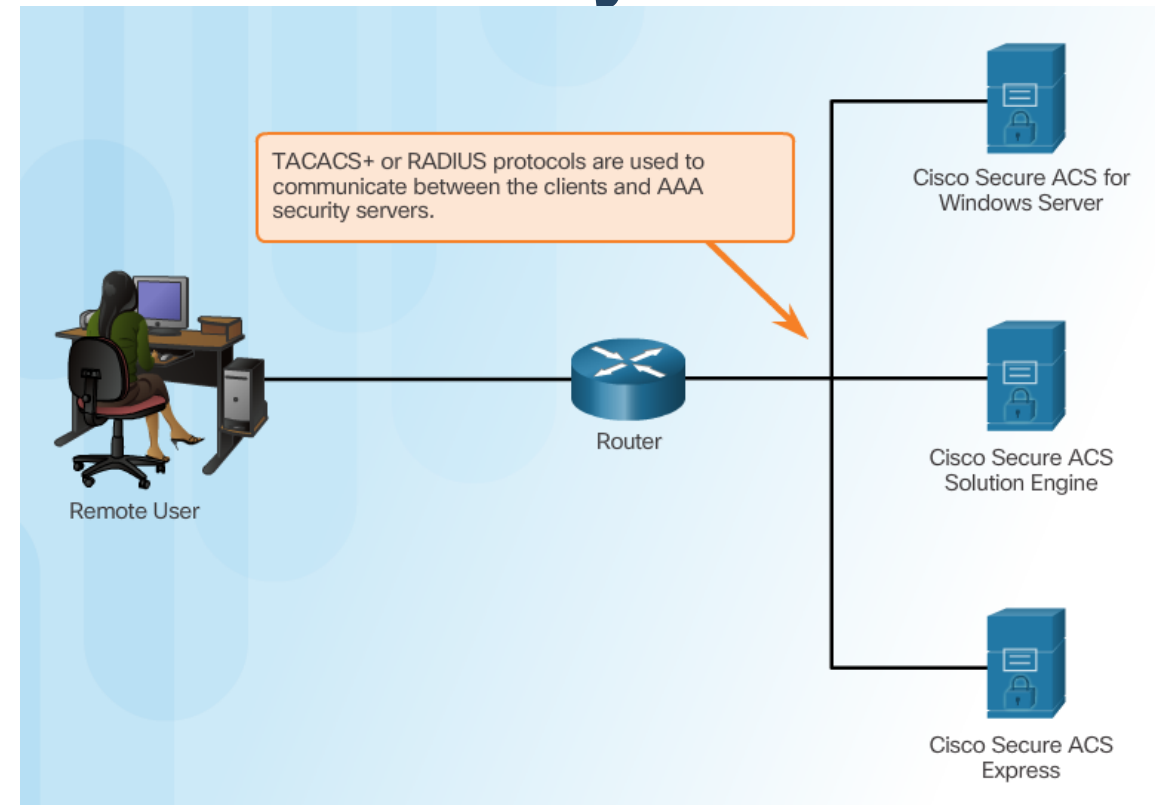 TACACS+ or RADIUS protocols are used to
communicate between the clients and AAA
security servers.
Cisco Secure ACS for
Windows Server
Router
Cisco Secure ACS
Solution Engine
Remote User
Cisco Secure ACS
Express